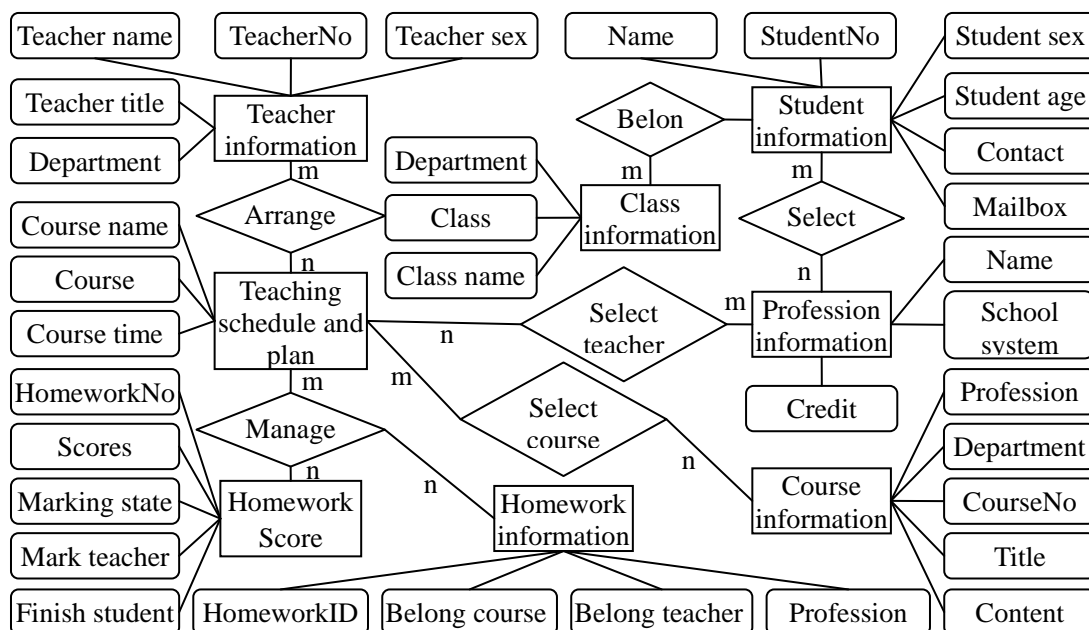 Teacher name
TeacherNo
Teacher sex
Name
StudentNo
Student sex
Teacher title
Department
Teacher
information
Belon
Student
information
Student age
Contact
Mailbox
m
Arrange
n
Department
Class
Class name
m
Class
information
m
Select
n
Course name
Course
Course time
Teaching
schedule and
plan
n
Select
teacher
m
Profession
information
Name
School
system
Credit
m
Manage
n
n
m
Select
course
n
HomeworkNo
Scores
Marking state
Mark teacher
Finish student
Homework
Score
Homework
information
Course
information
Profession
Department
CourseNo
Title
Content
HomeworkID
Belong course
Belong teacher
Profession